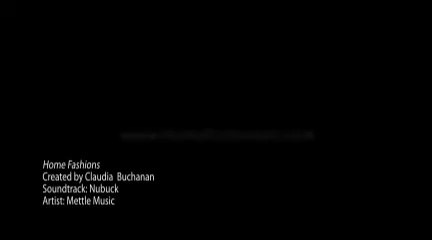 Home Fashions
Created by Claudia Buchanan
Soundtrack: Nubuck
Artist: Mettle Music